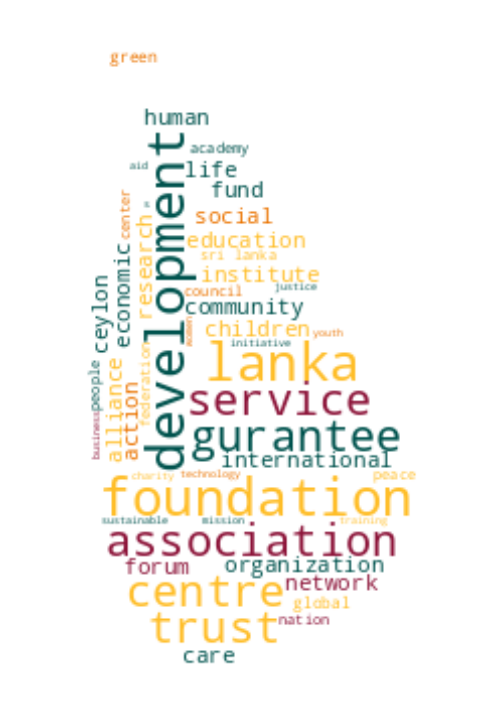 green
human
development
academy
aid
life
fund
center
social
research
education
economic
sri lanka
institute
ceylon
council
justice
community
children
youth
women
initiative
lanka
federation
alliance
people
action
business
service
gurantee
international
charity
technology
peace
foundation
sustainable
mission
training
association
forum
organization
centre
network
global
trust
nation
care